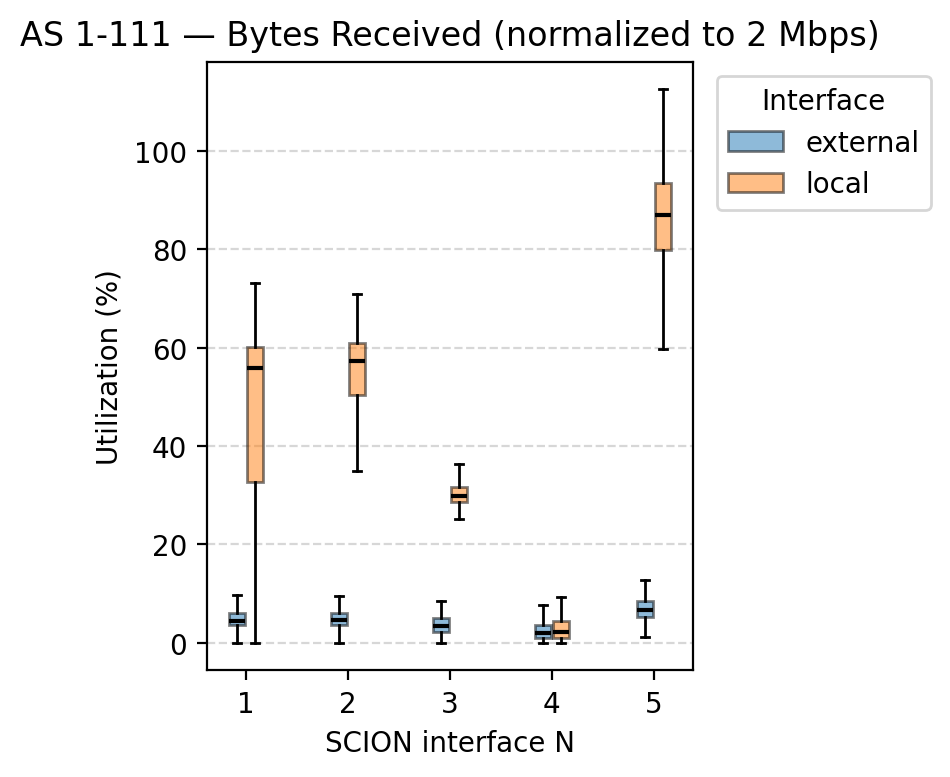 AS 1-111 — Bytes Received (normalized to 2 Mbps)
Interface
external
local
Utilization (%)
100
80
60
40
20
0
1 2 3 4 5
SCION interface N